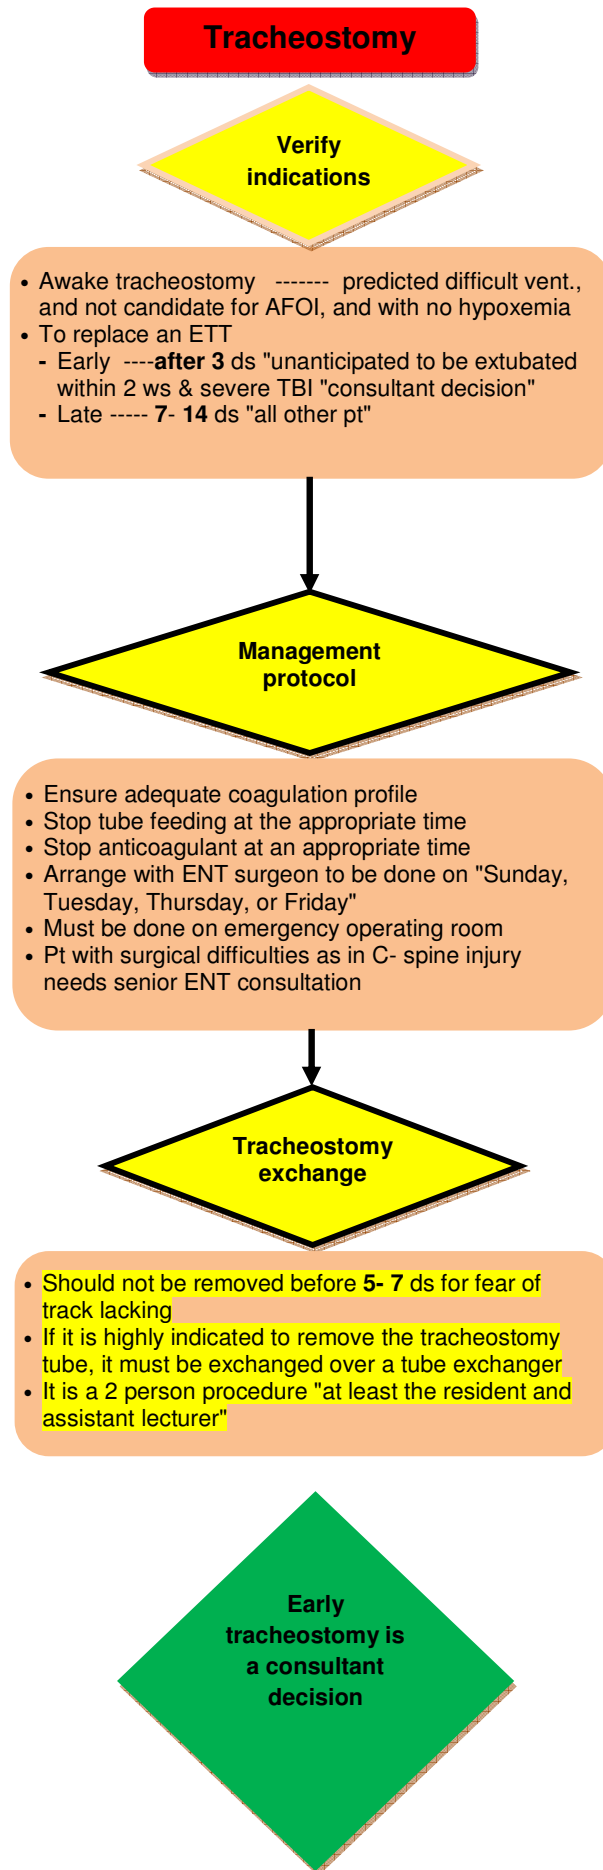 Tracheostomy
Verify
indications
• Awake tracheostomy ------- predicted difficult vent.,
and not candidate for AFOI, and with no hypoxemia
• To replace an ETT
- Early ----after 3 ds "unanticipated to be extubated
within 2 ws & severe TBI "consultant decision"
- Late ----- 7- 14 ds "all other pt"
Management
protocol
• Ensure adequate coagulation profile
• Stop tube feeding at the appropriate time
• Stop anticoagulant at an appropriate time
• Arrange with ENT surgeon to be done on "Sunday,
Tuesday, Thursday, or Friday"
• Must be done on emergency operating room
• Pt with surgical difficulties as in C- spine injury
needs senior ENT consultation
Tracheostomy
exchange
• Should not be removed before 5- 7 ds for fear of
track lacking
• If it is highly indicated to remove the tracheostomy
tube, it must be exchanged over a tube exchanger
• It is a 2 person procedure "at least the resident and
assistant lecturer"
Early
tracheostomy is
a consultant
decision